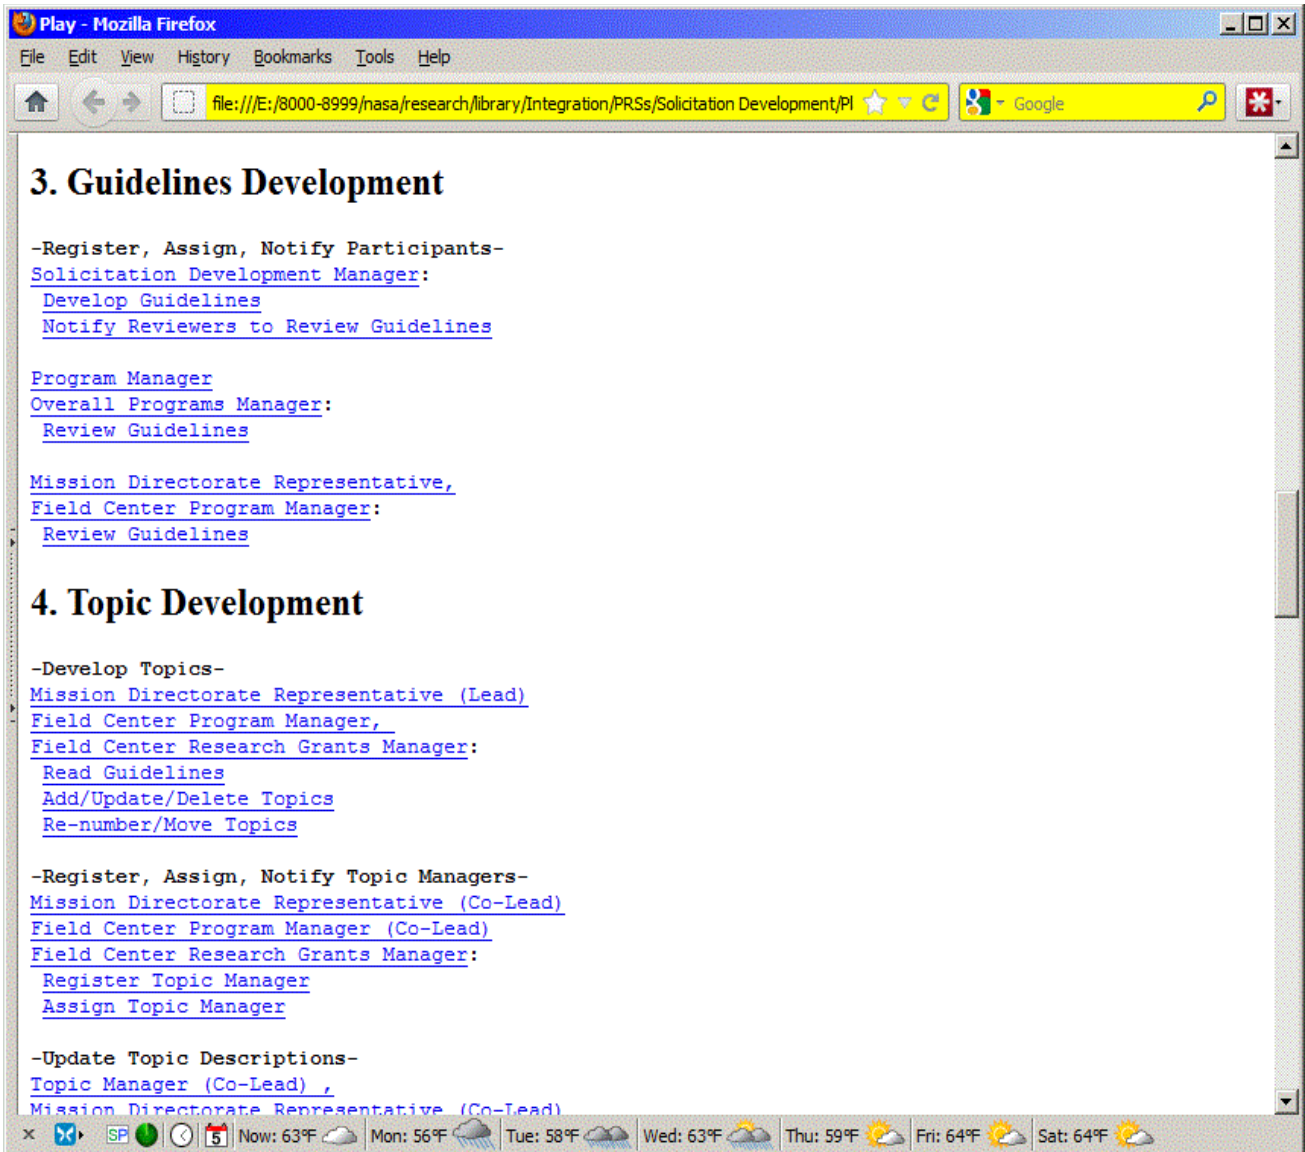 Play - Mozilla Firefox
File Edit View History Bookmarks Tools Help
file:///E:/8000-8999/nasa/research/library/Integration/PRSs/Solicitation Development/Pl Google
3. Guidelines Development
-Register, Assign, Notify Participants-
Solicitation Development Manager:
Develop Guidelines
Notify Reviewers to Review Guidelines
Program Manager
Overall Programs Manager:
Review Guidelines
Mission Directorate Representative,
Field Center Program Manager:
Review Guidelines
4. Topic Development
-Develop Topics-
Mission Directorate Representative (Lead)
Field Center Program Manager,
Field Center Research Grants Manager:
Read Guidelines
Add/Update/Delete Topics
Re-number/Move Topics
-Register, Assign, Notify Topic Managers-
Mission Directorate Representative (Co-Lead)
Field Center Program Manager (Co-Lead)
Field Center Research Grants Manager:
Register Topic Manager
Assign Topic Manager
-Update Topic Descriptions-
Topic Manager (Co-Lead) ,
Mission Directorate Representative (Co-Lead)
SP 5 Now: 63°F Mon: 56°F Tue: 58°F Wed: 63°F Thu: 59°F Fri: 64°F Sat: 64°F